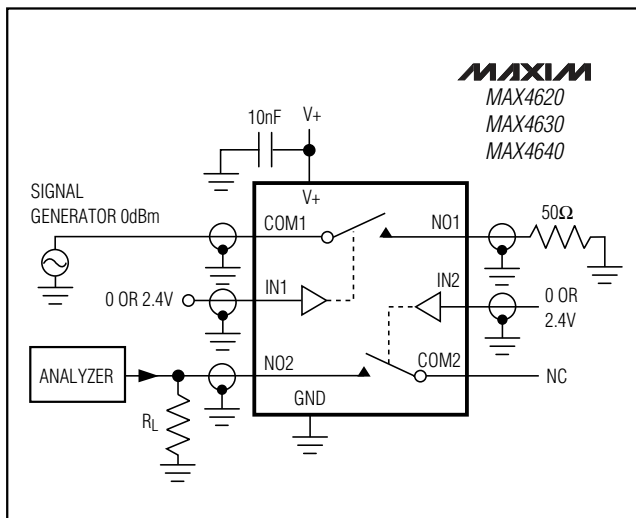 MAXIM
MAX4620
MAX4630
MAX4640
10nF
V+
V+
SIGNAL
GENERATOR 0dBm
COM1
NO1
50Ω
IN1
IN2
0 OR 2.4V
0 OR
2.4V
ANALYZER
NO2
COM2
NC
GND
RL